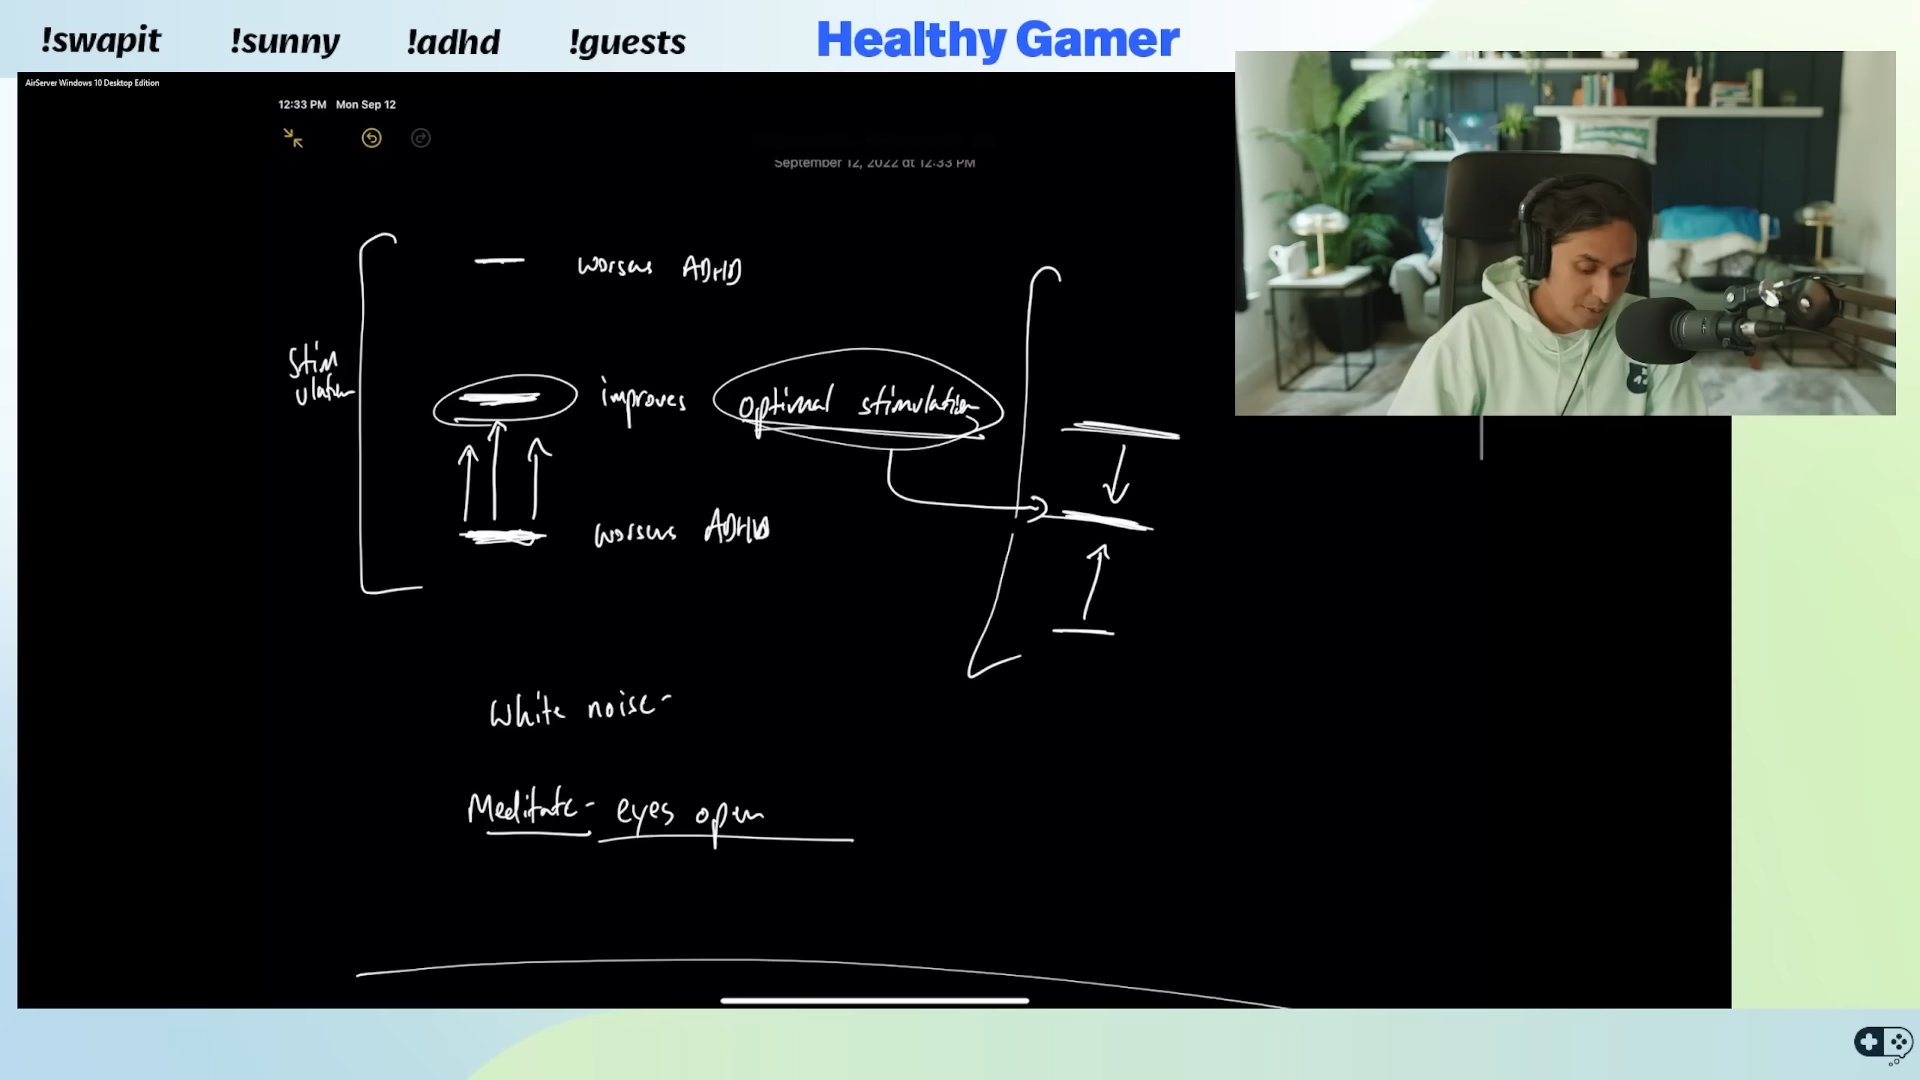 !swapit !sunny !adhd !guests Healthy Gamer
AirServer Windows 10 Desktop Edition
12:33 PM Mon Sep 12
September 12, 2022 at 12:33 PM
worsens ADHD
Stim
ulation
improves optimal stimulation
worsens ADHD
White noise-
Meditate- eyes open